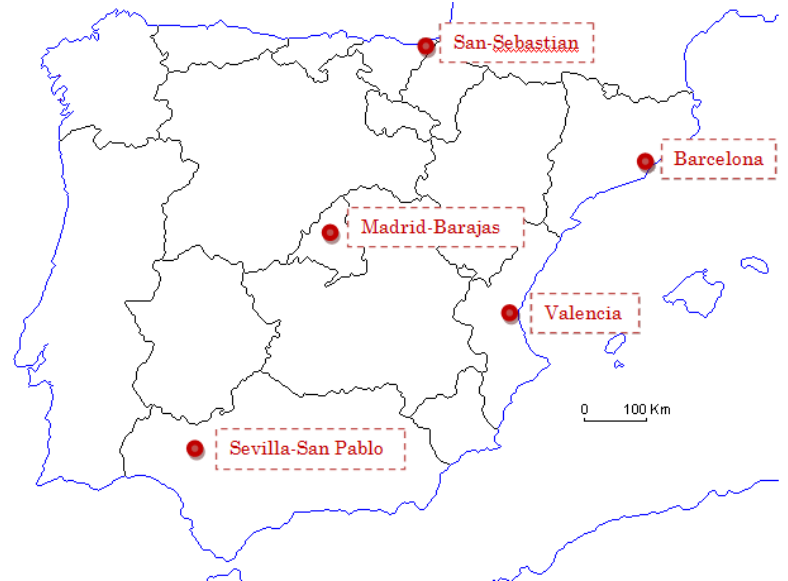 San-Sebastian
Barcelona
Madrid-Barajas
Valencia
0 100 Km
Sevilla-San Pablo